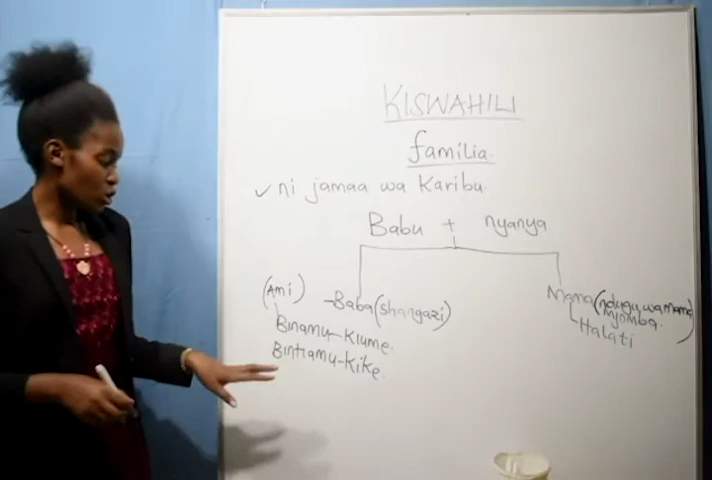 KISWAHILI
familia.
✓ ni jamaa wa Karibu.
Babu + nyanya
(Ami) -Baba (shangazi)
Binamu-Kiume.
Bintiamu-Kike.
Mama (ndugu wa mama
Mjomba.
Halati )